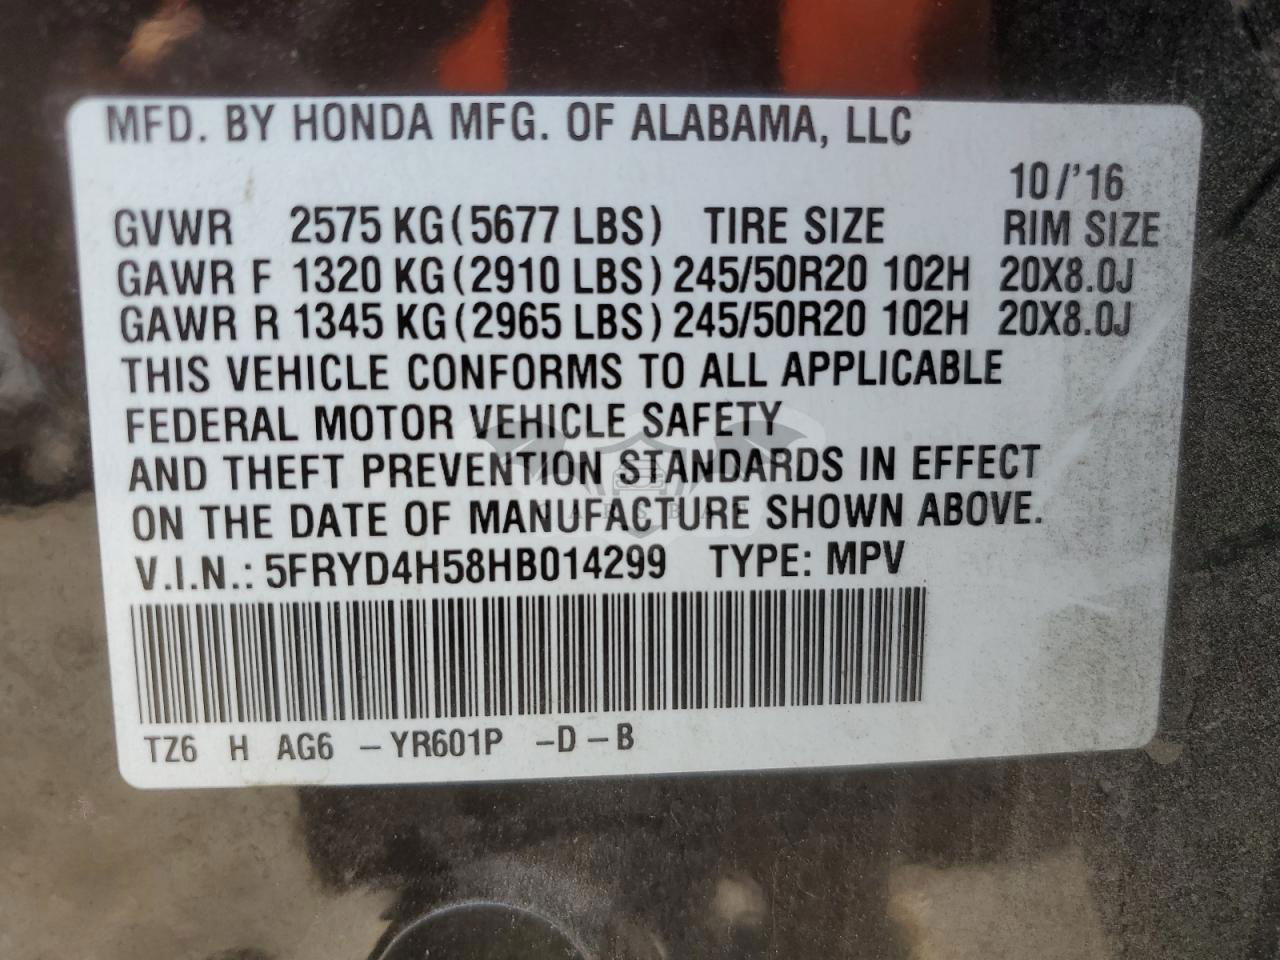 MFD. BY HONDA MFG. OF ALABAMA, LLC
10/'16
GVWR 2575 KG (5677 LBS) TIRE SIZE RIM SIZE
GAWR F 1320 KG (2910 LBS) 245/50R20 102H 20X8.0J
GAWR R 1345 KG (2965 LBS) 245/50R20 102H 20X8.0J
THIS VEHICLE CONFORMS TO ALL APPLICABLE
FEDERAL MOTOR VEHICLE SAFETY
AND THEFT PREVENTION STANDARDS IN EFFECT
ON THE DATE OF MANUFACTURE SHOWN ABOVE.
CARSBAT
V.I.N.: 5FRYD4H58HB014299 TYPE: MPV
TZ6 H AG6 -YR601P -D-B